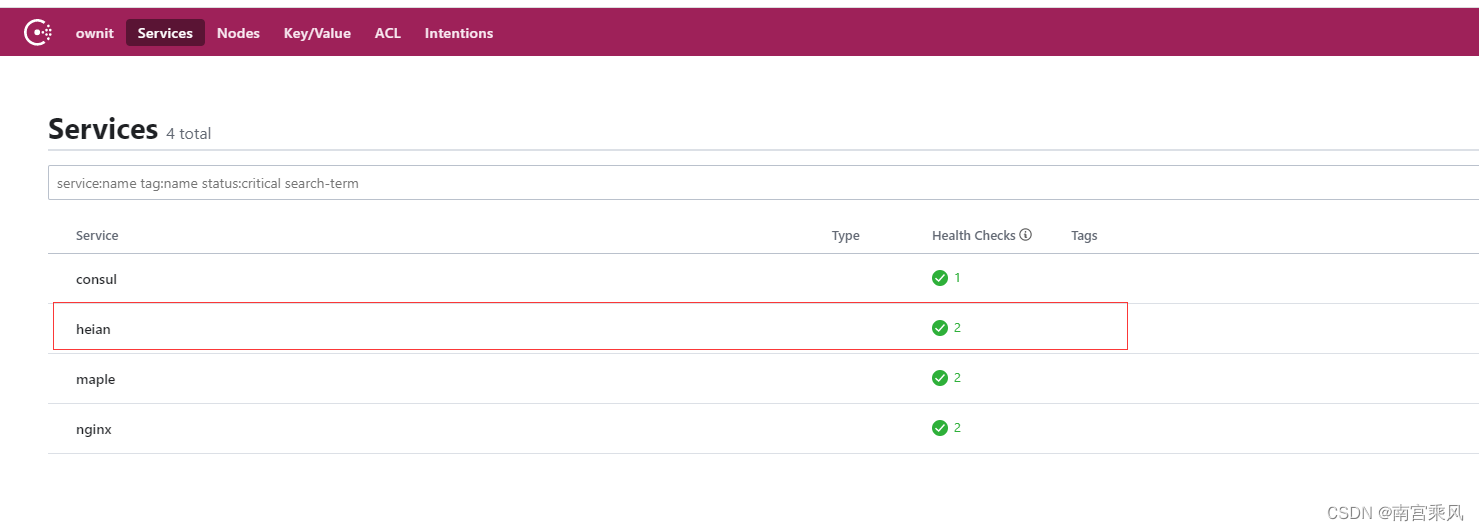 ownit Services Nodes Key/Value ACL Intentions
Services 4 total
service:name tag:name status:critical search-term
Service Type Health Checks Tags
consul 1
heian 2
maple 2
nginx 2
CSDN @南宫乘风